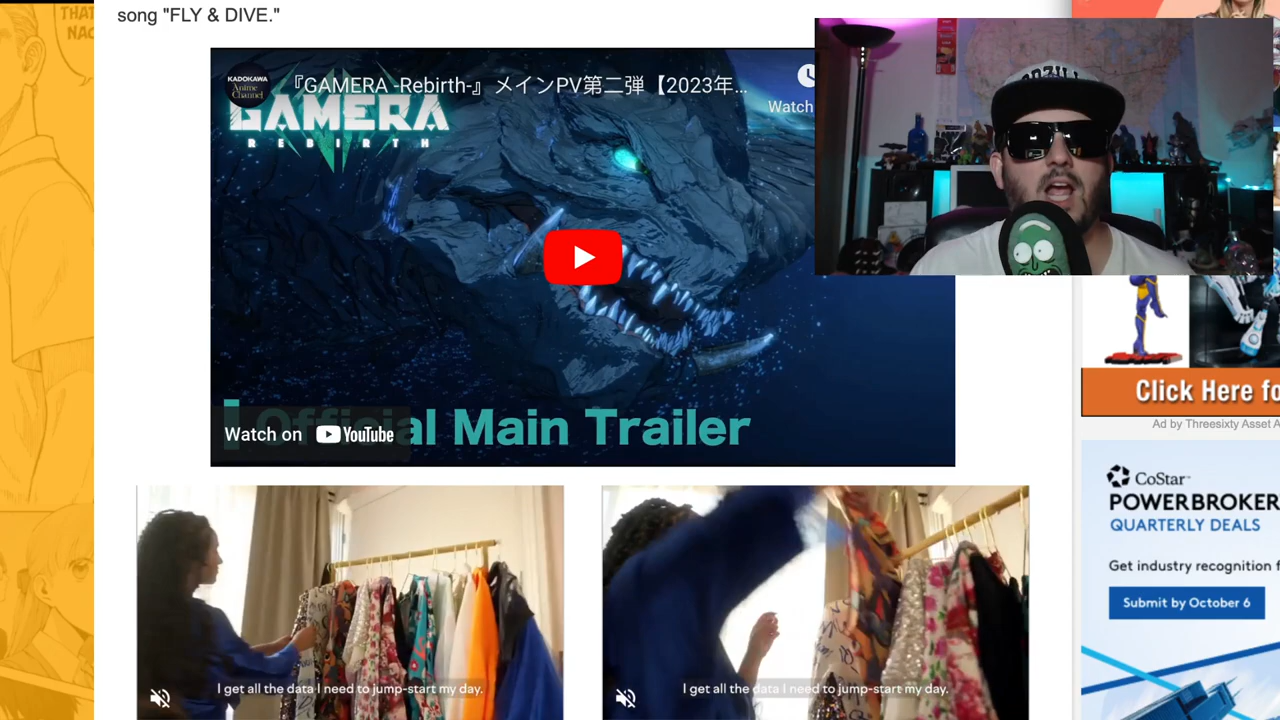 THAT
NAO
song "FLY & DIVE."
KADOKAWA
Anime
Channel
『GAMERA -Rebirth-』 メインPV第二弾【2023年...
Watch
GAMERA
REBIRTH
Official Main Trailer
Watch on YouTube
Click Here fo
Ad by Threesixty Asset A
CoStar
POWERBROKER
QUARTERLY DEALS
Get industry recognition f
Submit by October 6
I get all the data I need to jump-start my day.
I get all the data I need to jump-start my day.